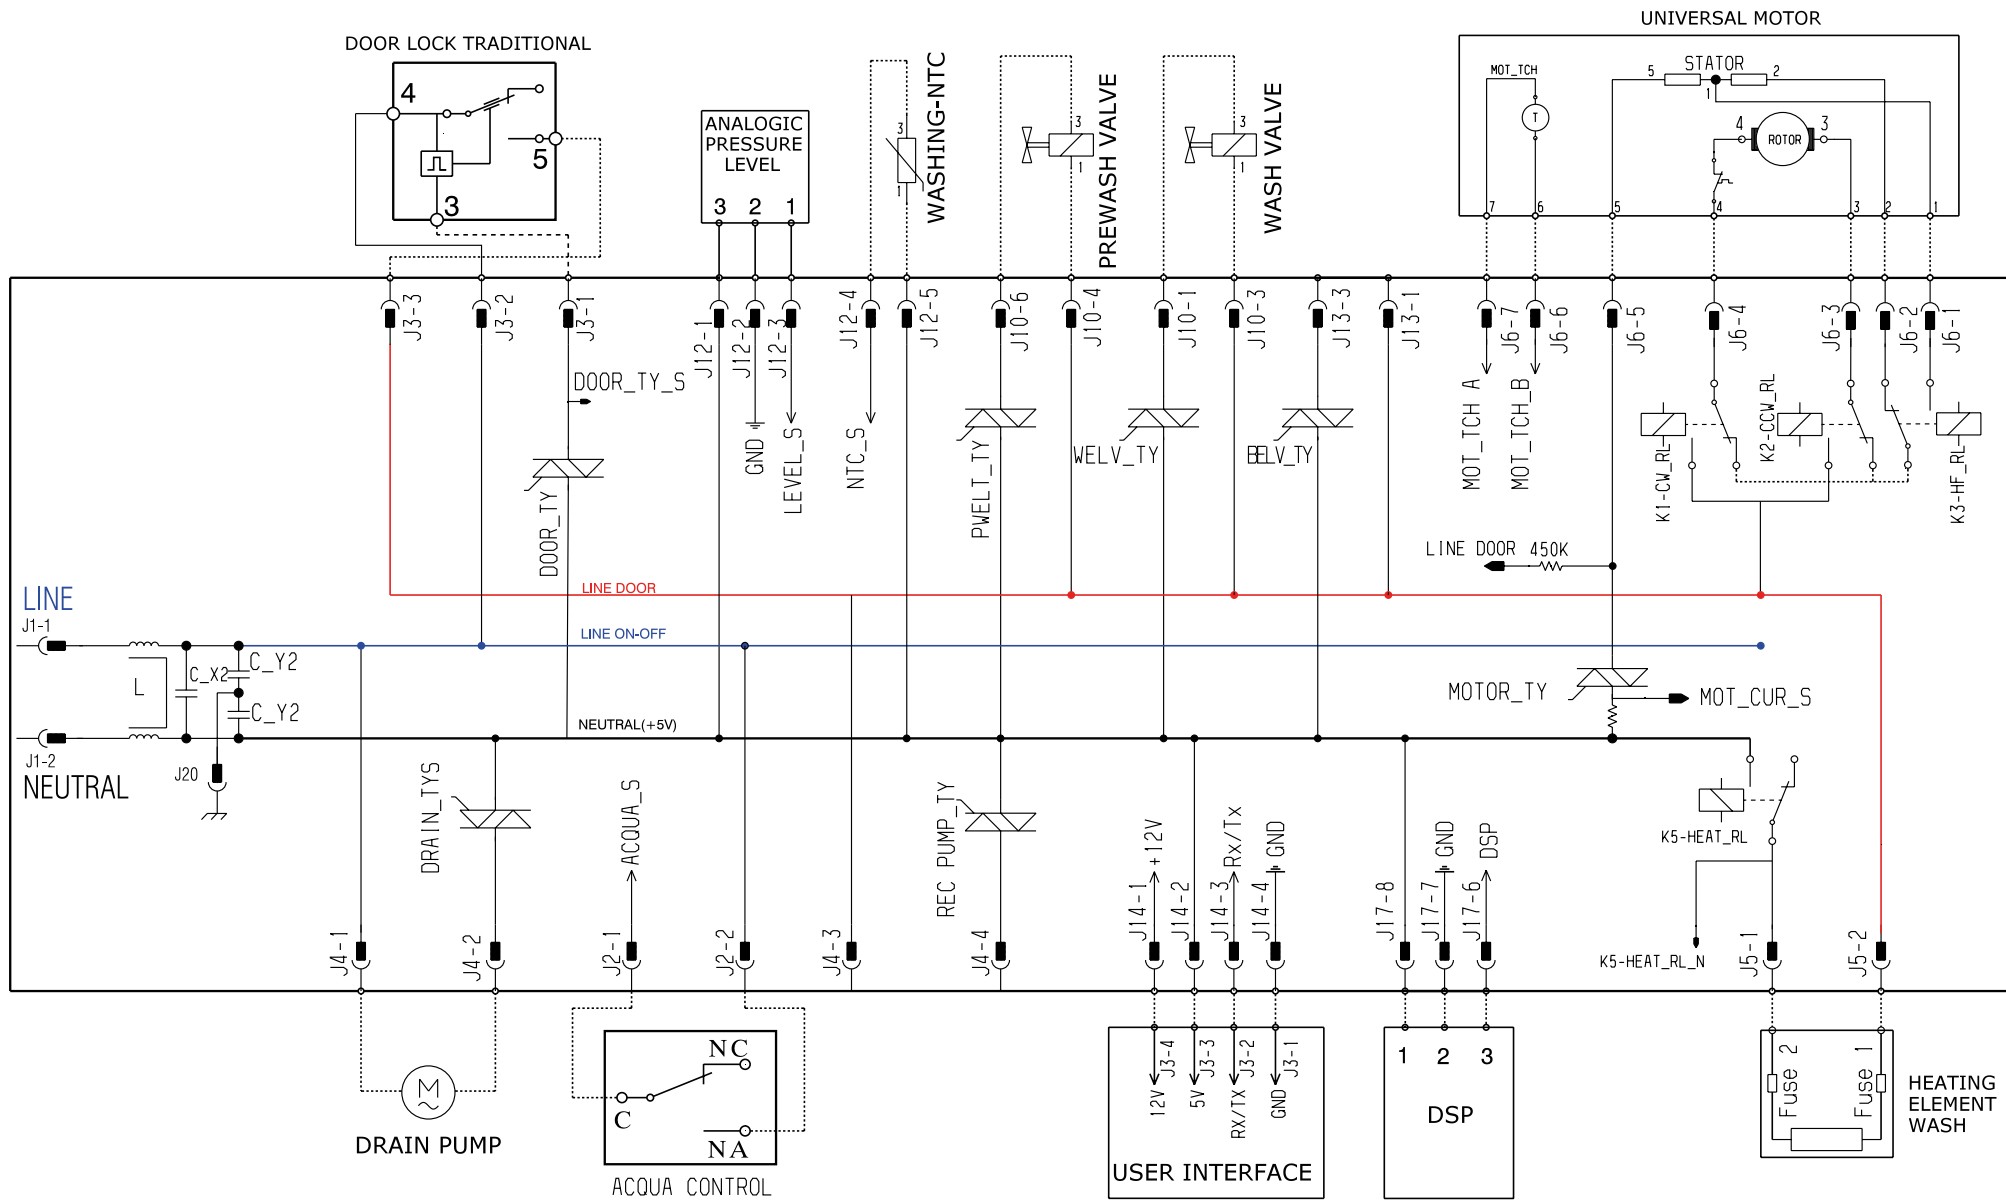 UNIVERSAL MOTOR
DOOR LOCK TRADITIONAL
4
5
3
ANALOGIC
PRESSURE
LEVEL
3 2 1
WASHING-NTC
3
1
PREWASH VALVE
3
1
WASH VALVE
3
1
MOT_TCH
T
STATOR
5
1
2
4
ROTOR
3
7 6 5 4 3 2 1
J3-3
J3-2
J3-1
J12-1
J12-2
J12-3
J12-4
J12-5
J10-6
J10-4
J10-1
J10-3
J13-3
J13-1
J6-7
J6-6
J6-5
J6-4
J6-3
J6-2
J6-1
DOOR_TY_S
DOOR_TY
GND
LEVEL_S
NTC_S
PWELT_TY
WELV_TY
BELV_TY
MOT_TCH A
MOT_TCH_B
K1-CW_RL
K2-CCW_RL
K3-HF_RL
LINE DOOR 450K
LINE DOOR
LINE
J1-1
LINE ON-OFF
L
C_X2
C_Y2
C_Y2
MOTOR_TY
MOT_CUR_S
NEUTRAL(+5V)
J1-2
NEUTRAL
J20
DRAIN_TYS
ACQUA_S
REC PUMP_TY
+12V
Rx/Tx
GND
GND
DSP
K5-HEAT_RL
K5-HEAT_RL_N
J4-1
J4-2
J2-1
J2-2
J4-3
J4-4
J14-1
J14-2
J14-3
J14-4
J17-8
J17-7
J17-6
J5-1
J5-2
M
DRAIN PUMP
NC
C
NA
ACQUA CONTROL
J3-4
J3-3
J3-2
J3-1
12V
5V
RX/TX
GND
USER INTERFACE
1 2 3
DSP
Fuse 2
Fuse 1
HEATING
ELEMENT
WASH